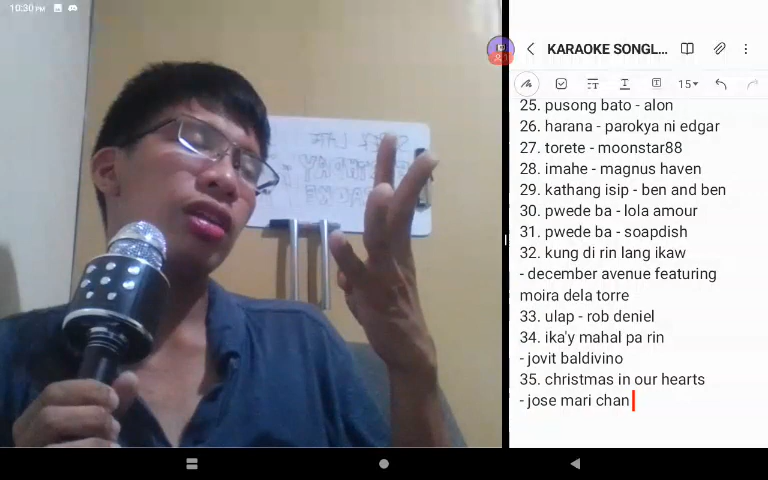 10:30 PM
KARAOKE SONGL...
15
25. pusong bato - alon
26. harana - parokya ni edgar
27. torete - moonstar88
28. imahe - magnus haven
29. kathang isip - ben and ben
30. pwede ba - lola amour
31. pwede ba - soapdish
32. kung di rin lang ikaw
- december avenue featuring
moira dela torre
33. ulap - rob deniel
34. ika'y mahal pa rin
- jovit baldivino
35. christmas in our hearts
- jose mari chan